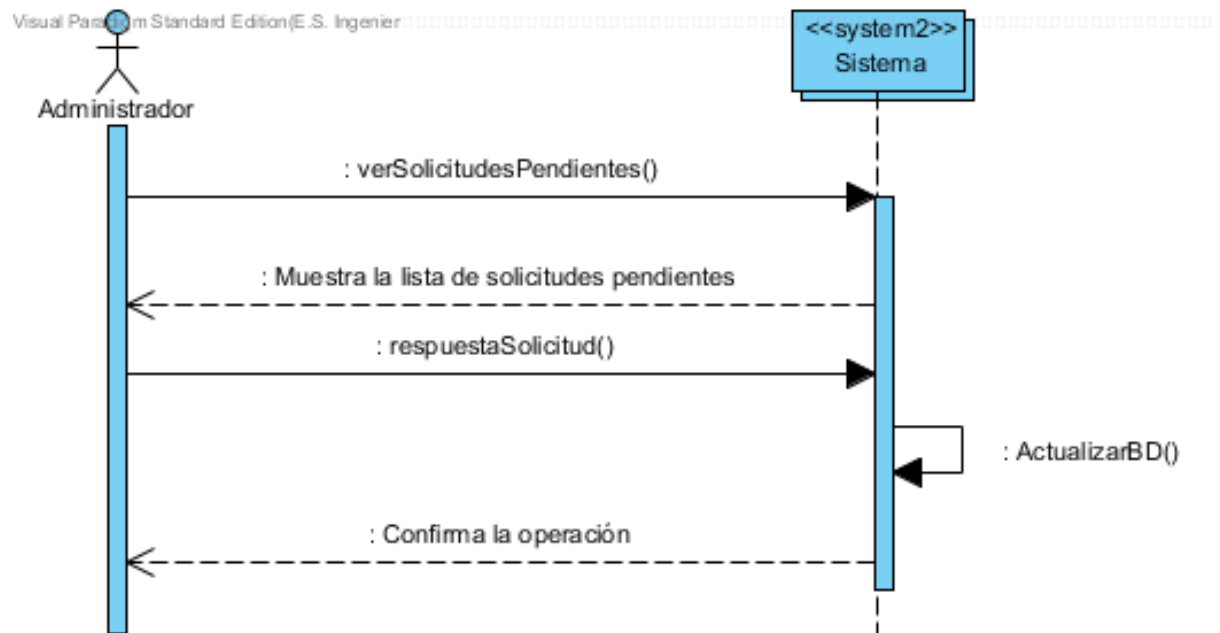 Visual Paradigm Standard Edition(E.S. Ingenier
<<system2>>
Sistema
Administrador
: verSolicitudesPendientes()
: Muestra la lista de solicitudes pendientes
: respuestaSolicitud()
: ActualizarBD()
: Confirma la operación